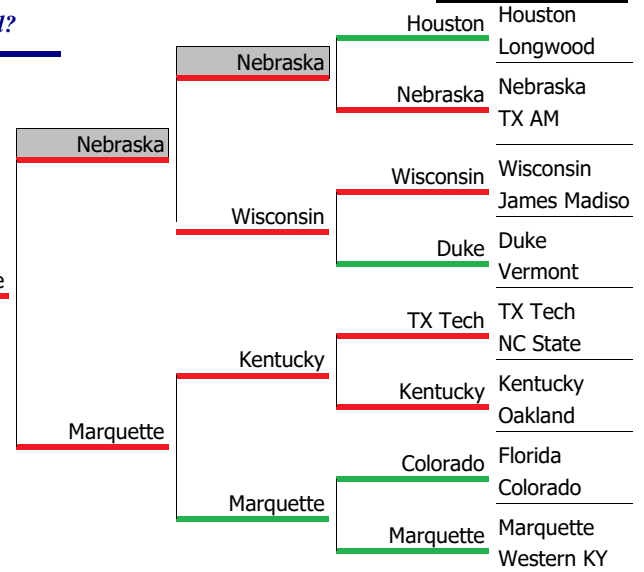 l?
Houston
Longwood
Nebraska
TX AM
Wisconsin
James Madiso
Duke
Vermont
TX Tech
NC State
Kentucky
Oakland
Florida
Colorado
Marquette
Western KY
Houston
Nebraska
Wisconsin
Duke
TX Tech
Kentucky
Colorado
Marquette
Nebraska
Wisconsin
Kentucky
Marquette
Nebraska
Marquette
e